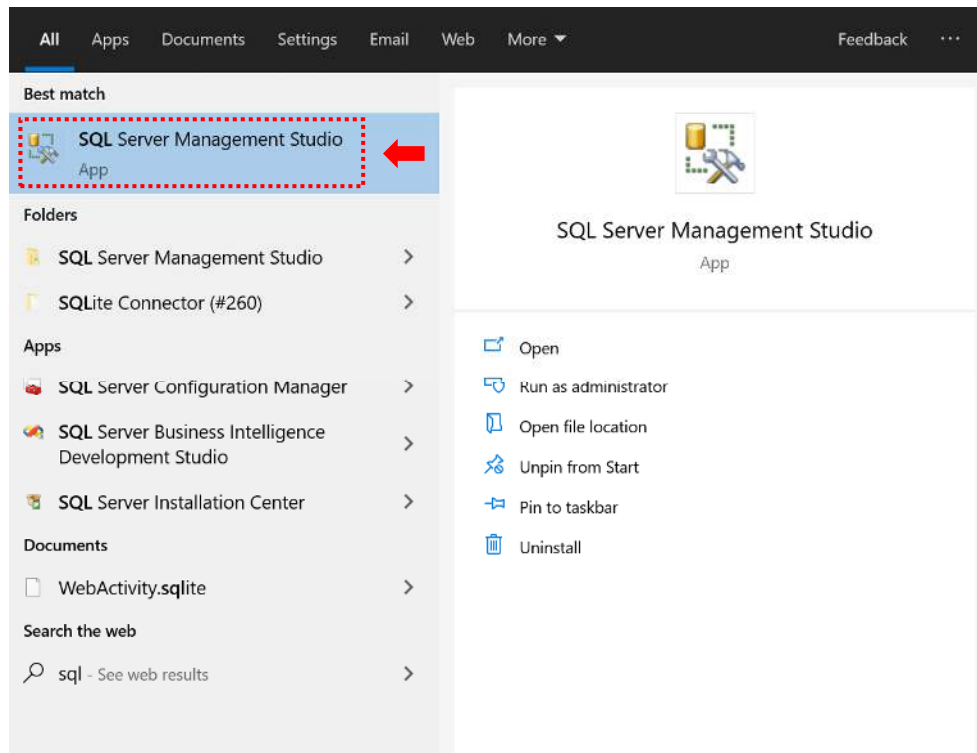 All Apps Documents Settings Email Web More Feedback ...
Best match
SQL Server Management Studio
App
Folders
SQL Server Management Studio
SQLite Connector (#260)
Apps
SQL Server Configuration Manager
SQL Server Business Intelligence
Development Studio
SQL Server Installation Center
Documents
WebActivity.sqlite
Search the web
sql - See web results
SQL Server Management Studio
App
Open
Run as administrator
Open file location
Unpin from Start
Pin to taskbar
Uninstall